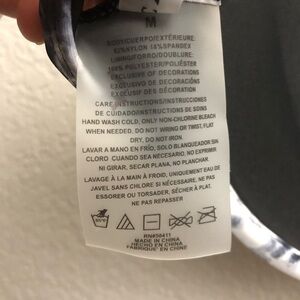 M
BODY/CUERPO/EXTÉRIEURE:
82%NYLON 18%SPANDEX
LINING/FORRO/DOUBLURE:
100% POLYESTER/POLIÉSTER
EXCLUSIVE OF DECORATIONS
EXCLUSIVO DE DECORACIÓNES
EXCLUSIF DES DÉCORATIONS
CARE INSTRUCTIONS/INSTRUCCIONES
DE CUIDADO/INSTRUCTIONS DE SOINS
HAND WASH COLD, ONLY NON-CHLORINE BLEACH
WHEN NEEDED, DO NOT WRING OR TWIST, FLAT
DRY, DO NOT IRON.
LAVAR A MANO EN FRÍO, SOLO BLANQUEADOR SIN
CLORO CUANDO SEA NECESARIO, NO EXPRIMIR
NI GIRAR, SECAR PLANA, NO PLANCHAR.
LAVAGE À LA MAIN À FROID, UNIQUEMENT EAU DE
JAVEL SANS CHLORE SI NÉCESSAIRE, NE PAS
ESSORER OU TORSADER, SÉCHER À PLAT,
NE PAS REPASSER
RN#58411
MADE IN CHINA
HECHO EN CHINA
FABRIQUÉ EN CHINE